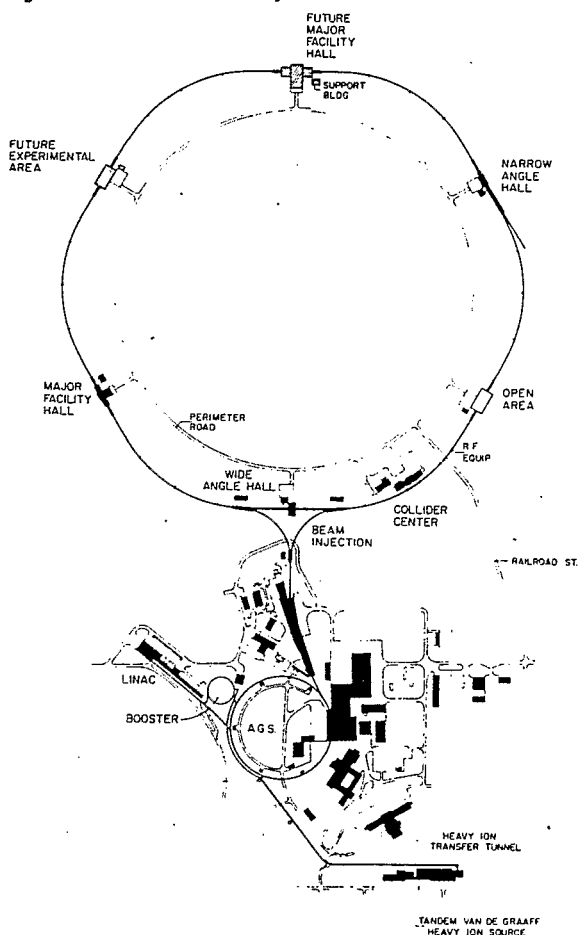 FUTURE
MAJOR
FACILITY
HALL
SUPPORT
BLDG
FUTURE
EXPERIMENTAL
AREA
NARROW
ANGLE
HALL
MAJOR
FACILITY
HALL
OPEN
AREA
PERIMETER
ROAD
R.F
EQUIP
WIDE
ANGLE HALL
COLLIDER
CENTER
BEAM
INJECTION
RAILROAD ST.
LINAC
BOOSTER
A.G.S.
HEAVY ION
TRANSFER TUNNEL
TANDEM VAN DE GRAAFF
HEAVY ION SOURCE